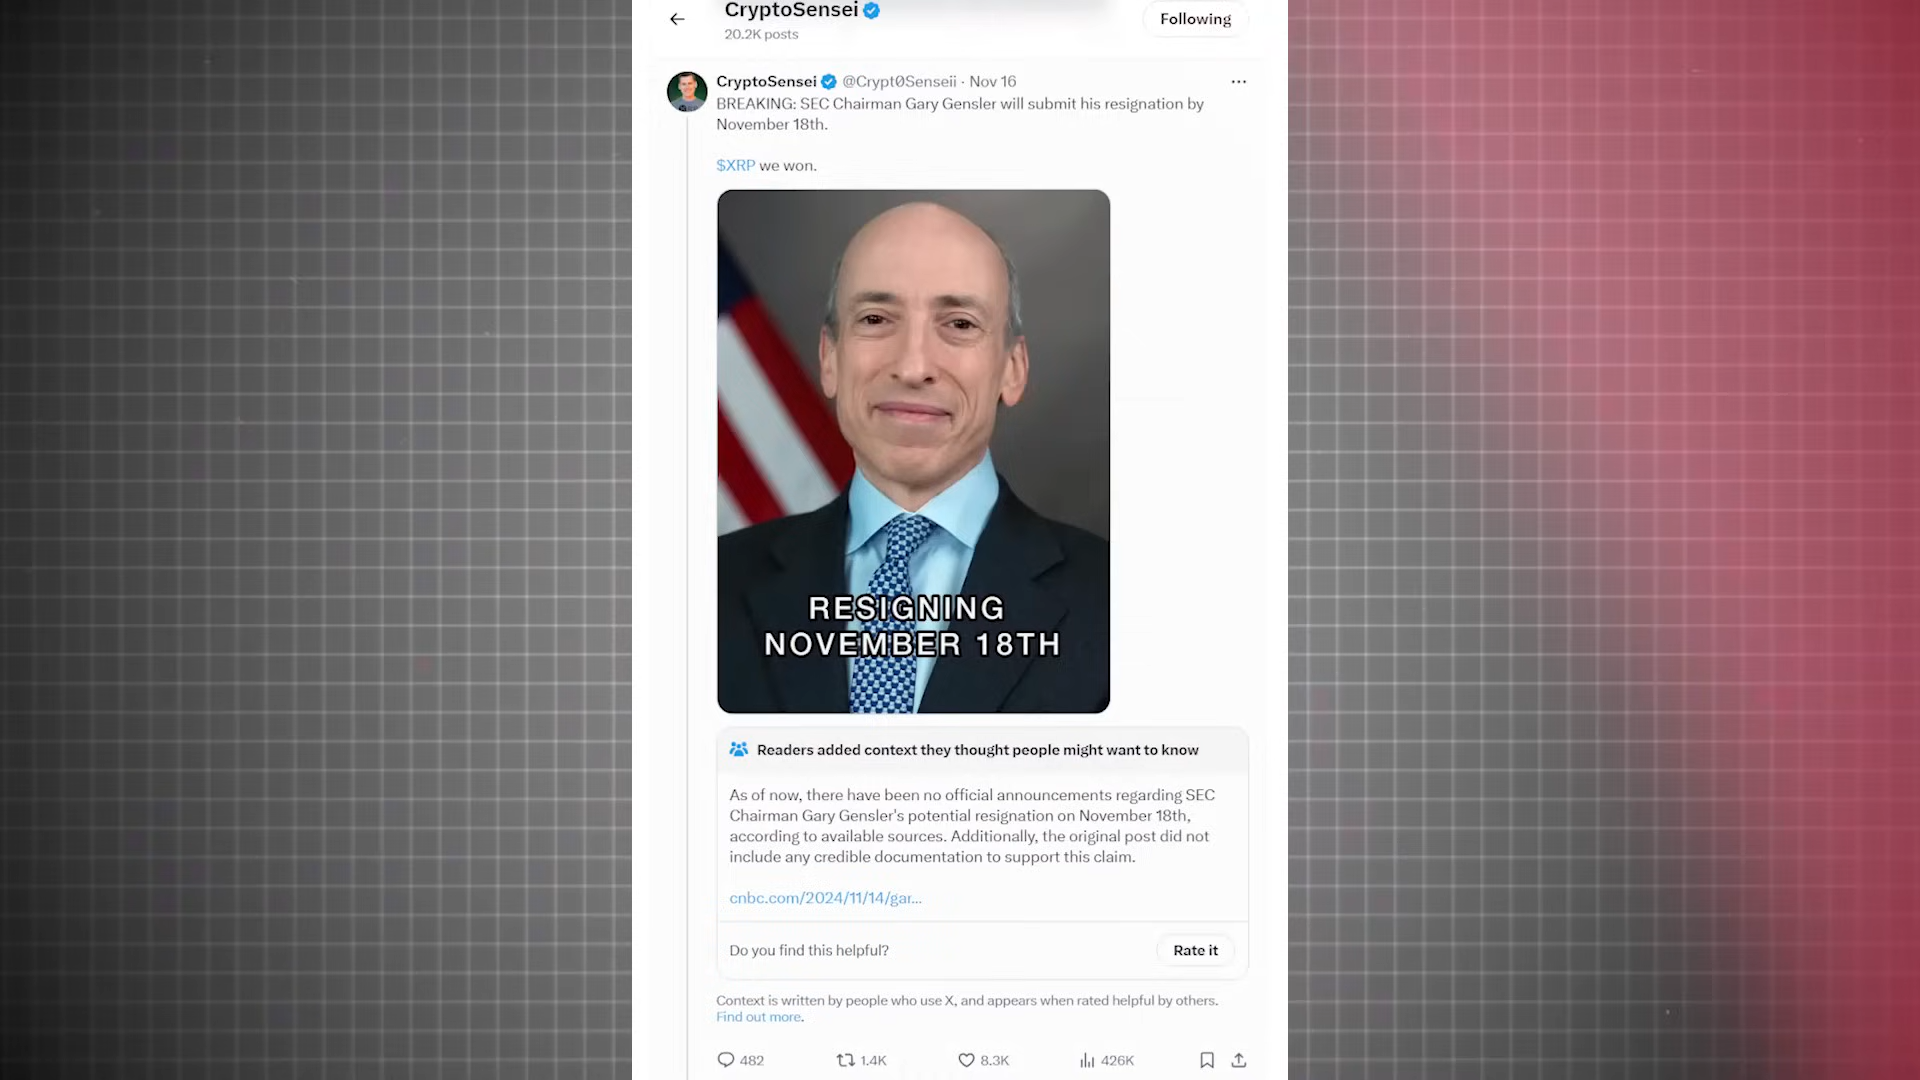 CryptoSensei
20.2K posts
Following
CryptoSensei @Crypt0Senseii · Nov 16
BREAKING: SEC Chairman Gary Gensler will submit his resignation by
November 18th.
$XRP we won.
RESIGNING
NOVEMBER 18TH
Readers added context they thought people might want to know
As of now, there have been no official announcements regarding SEC
Chairman Gary Gensler's potential resignation on November 18th,
according to available sources. Additionally, the original post did not
include any credible documentation to support this claim.
cnbc.com/2024/11/14/gar...
Do you find this helpful?
Rate it
Context is written by people who use X, and appears when rated helpful by others.
Find out more.
482 1.4K 8.3K 426K